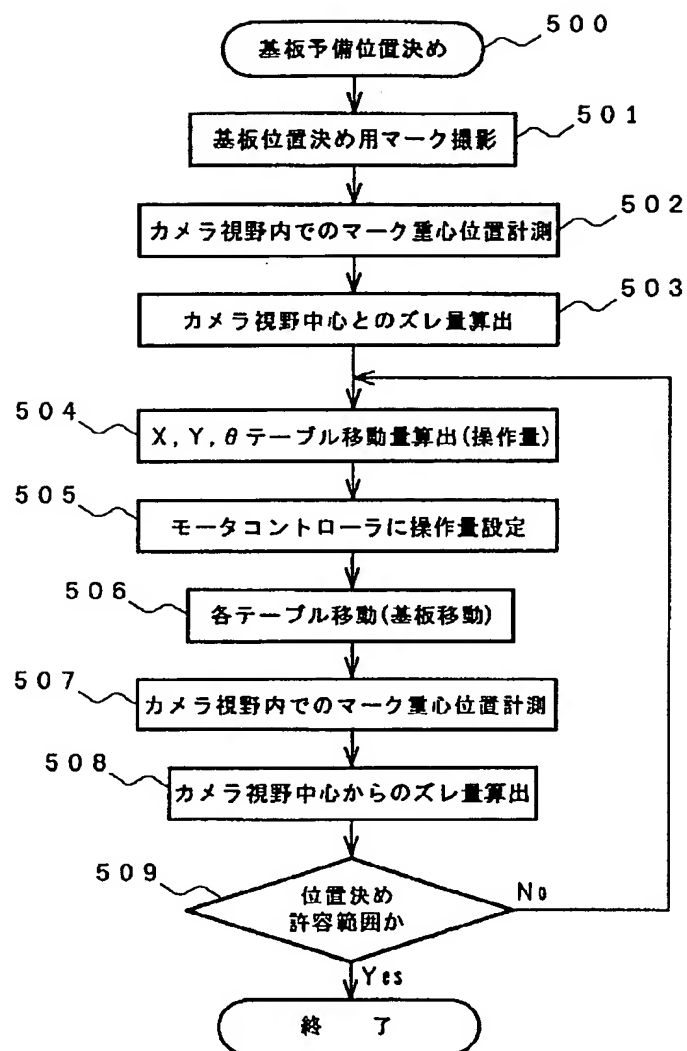 基板予備位置決め
500
基板位置決め用マーク撮影
501
カメラ視野内でのマーク重心位置計測
502
カメラ視野中心とのズレ量算出
503
504
X, Y, θテーブル移動量算出(操作量)
505
モータコントローラに操作量設定
506
各テーブル移動(基板移動)
507
カメラ視野内でのマーク重心位置計測
508
カメラ視野中心からのズレ量算出
509
位置決め
許容範囲か
No
Yes
終 了